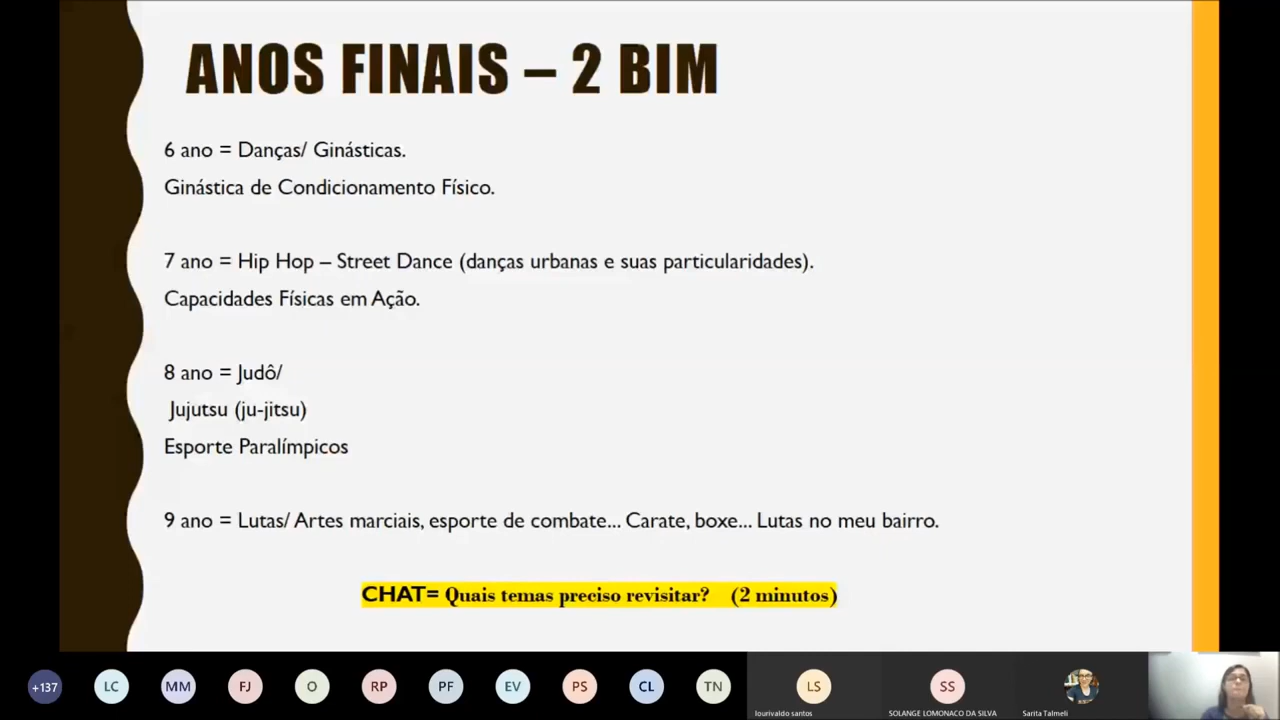 ANOS FINAIS – 2 BIM
6 ano = Danças/ Ginásticas.
Ginástica de Condicionamento Físico.
7 ano = Hip Hop – Street Dance (danças urbanas e suas particularidades).
Capacidades Físicas em Ação.
8 ano = Judô/
Jujutsu (ju-jitsu)
Esporte Paralímpicos
9 ano = Lutas/ Artes marciais, esporte de combate... Carate, boxe... Lutas no meu bairro.
CHAT= Quais temas preciso revisitar? (2 minutos)
+137 LC MM FJ O RP PF EV PS CL TN LS SS
lourivaldo santos SOLANGE LOMONACO DA SILVA Sarita Talmeli